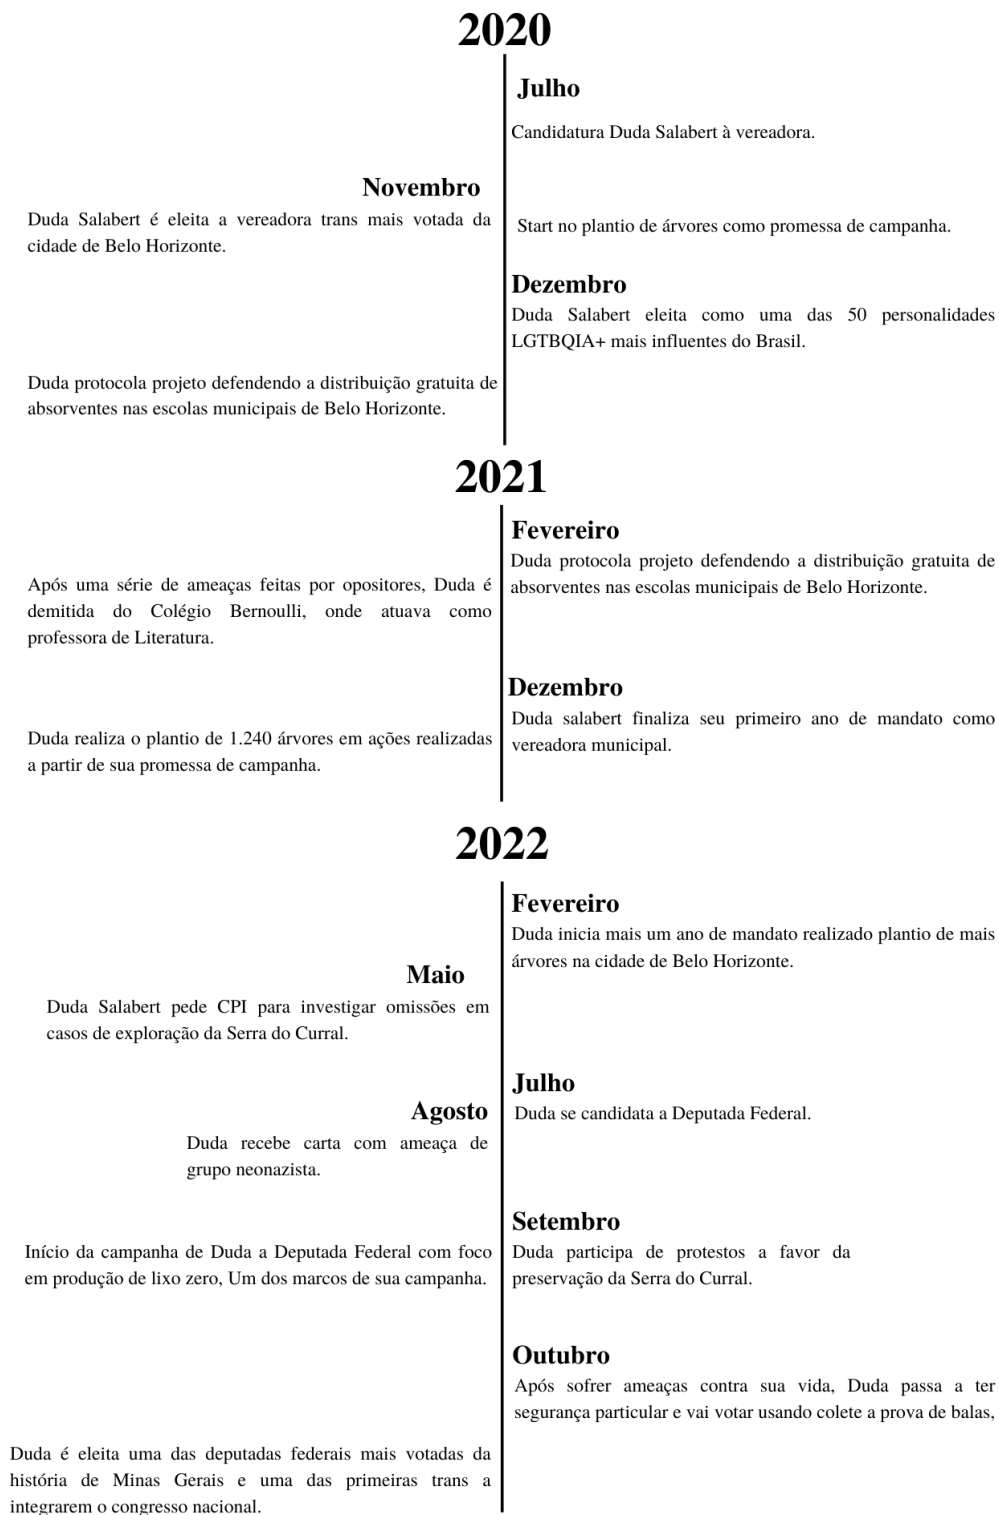 2020
Julho
Candidatura Duda Salabert à vereadora.
Novembro
Duda Salabert é eleita a vereadora trans mais votada da
cidade de Belo Horizonte.
Start no plantio de árvores como promessa de campanha.
Dezembro
Duda Salabert eleita como uma das 50 personalidades
LGTBQIA+ mais influentes do Brasil.
Duda protocola projeto defendendo a distribuição gratuita de
absorventes nas escolas municipais de Belo Horizonte.
2021
Fevereiro
Duda protocola projeto defendendo a distribuição gratuita de
absorventes nas escolas municipais de Belo Horizonte.
Após uma série de ameaças feitas por opositores, Duda é
demitida do Colégio Bernoulli, onde atuava como
professora de Literatura.
Dezembro
Duda salabert finaliza seu primeiro ano de mandato como
vereadora municipal.
Duda realiza o plantio de 1.240 árvores em ações realizadas
a partir de sua promessa de campanha.
2022
Fevereiro
Duda inicia mais um ano de mandato realizado plantio de mais
árvores na cidade de Belo Horizonte.
Maio
Duda Salabert pede CPI para investigar omissões em
casos de exploração da Serra do Curral.
Julho
Duda se candidata a Deputada Federal.
Agosto
Duda recebe carta com ameaça de
grupo neonazista.
Setembro
Duda participa de protestos a favor da
preservação da Serra do Curral.
Início da campanha de Duda a Deputada Federal com foco
em produção de lixo zero, Um dos marcos de sua campanha.
Outubro
Após sofrer ameaças contra sua vida, Duda passa a ter
segurança particular e vai votar usando colete a prova de balas,
Duda é eleita uma das deputadas federais mais votadas da
história de Minas Gerais e uma das primeiras trans a
integrarem o congresso nacional.